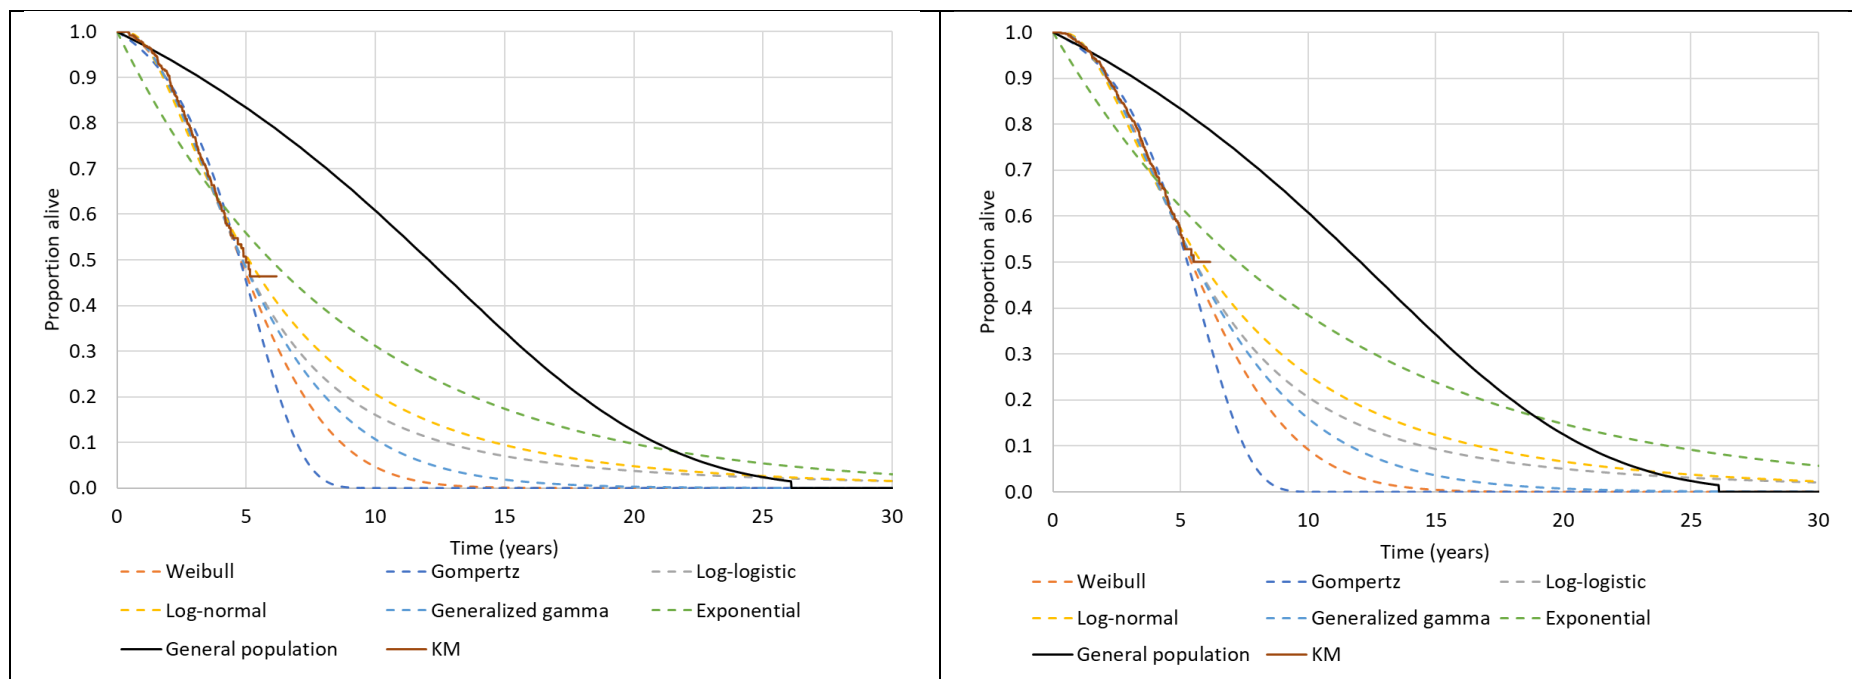 1.0
0.9
0.8
0.7
0.6
0.5
0.4
0.3
0.2
0.1
0.0
Proportion alive
0 5 10 15 20 25 30
Time (years)
Weibull Gompertz Log-logistic
Log-normal Generalized gamma Exponential
General population KM
1.0
0.9
0.8
0.7
0.6
0.5
0.4
0.3
0.2
0.1
0.0
Proportion alive
0 5 10 15 20 25 30
Time (years)
Weibull Gompertz Log-logistic
Log-normal Generalized gamma Exponential
General population KM